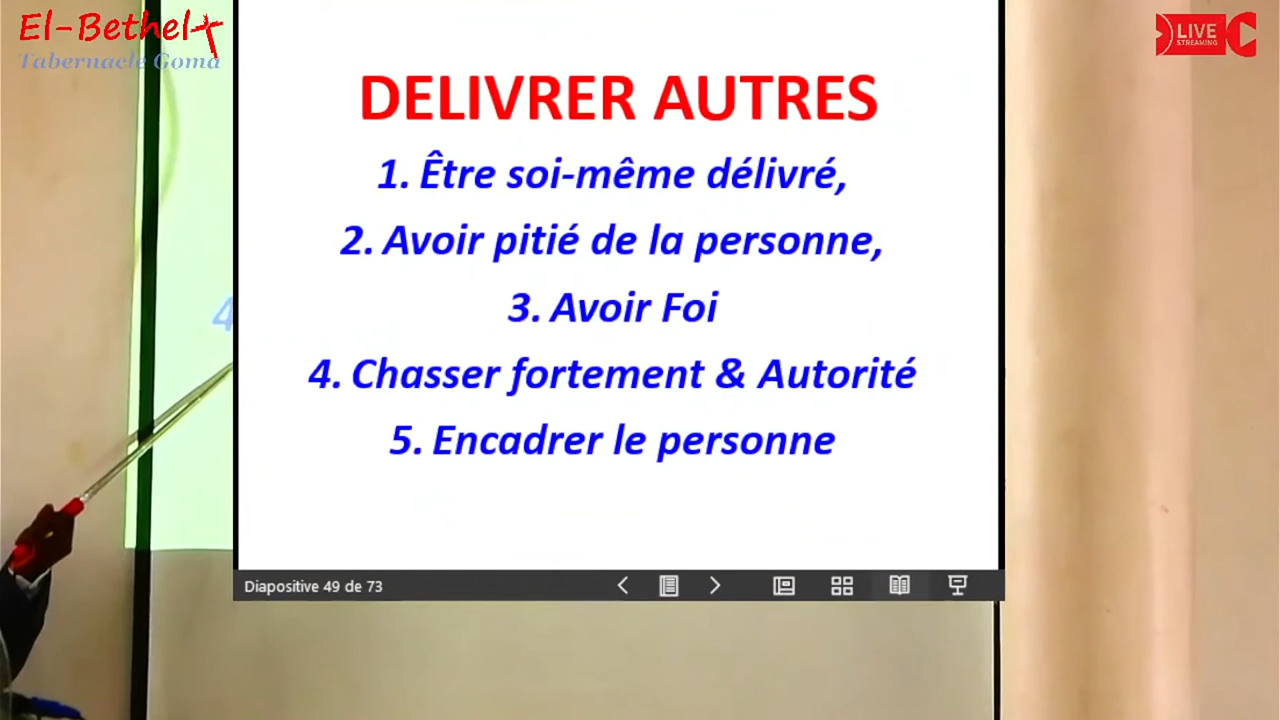 El-Bethel
Tabernacle Goma
LIVE
STREAMING
DELIVRER AUTRES
1. Être soi-même délivré,
2. Avoir pitié de la personne,
3. Avoir Foi
4
4. Chasser fortement & Autorité
5. Encadrer le personne
Diapositive 49 de 73